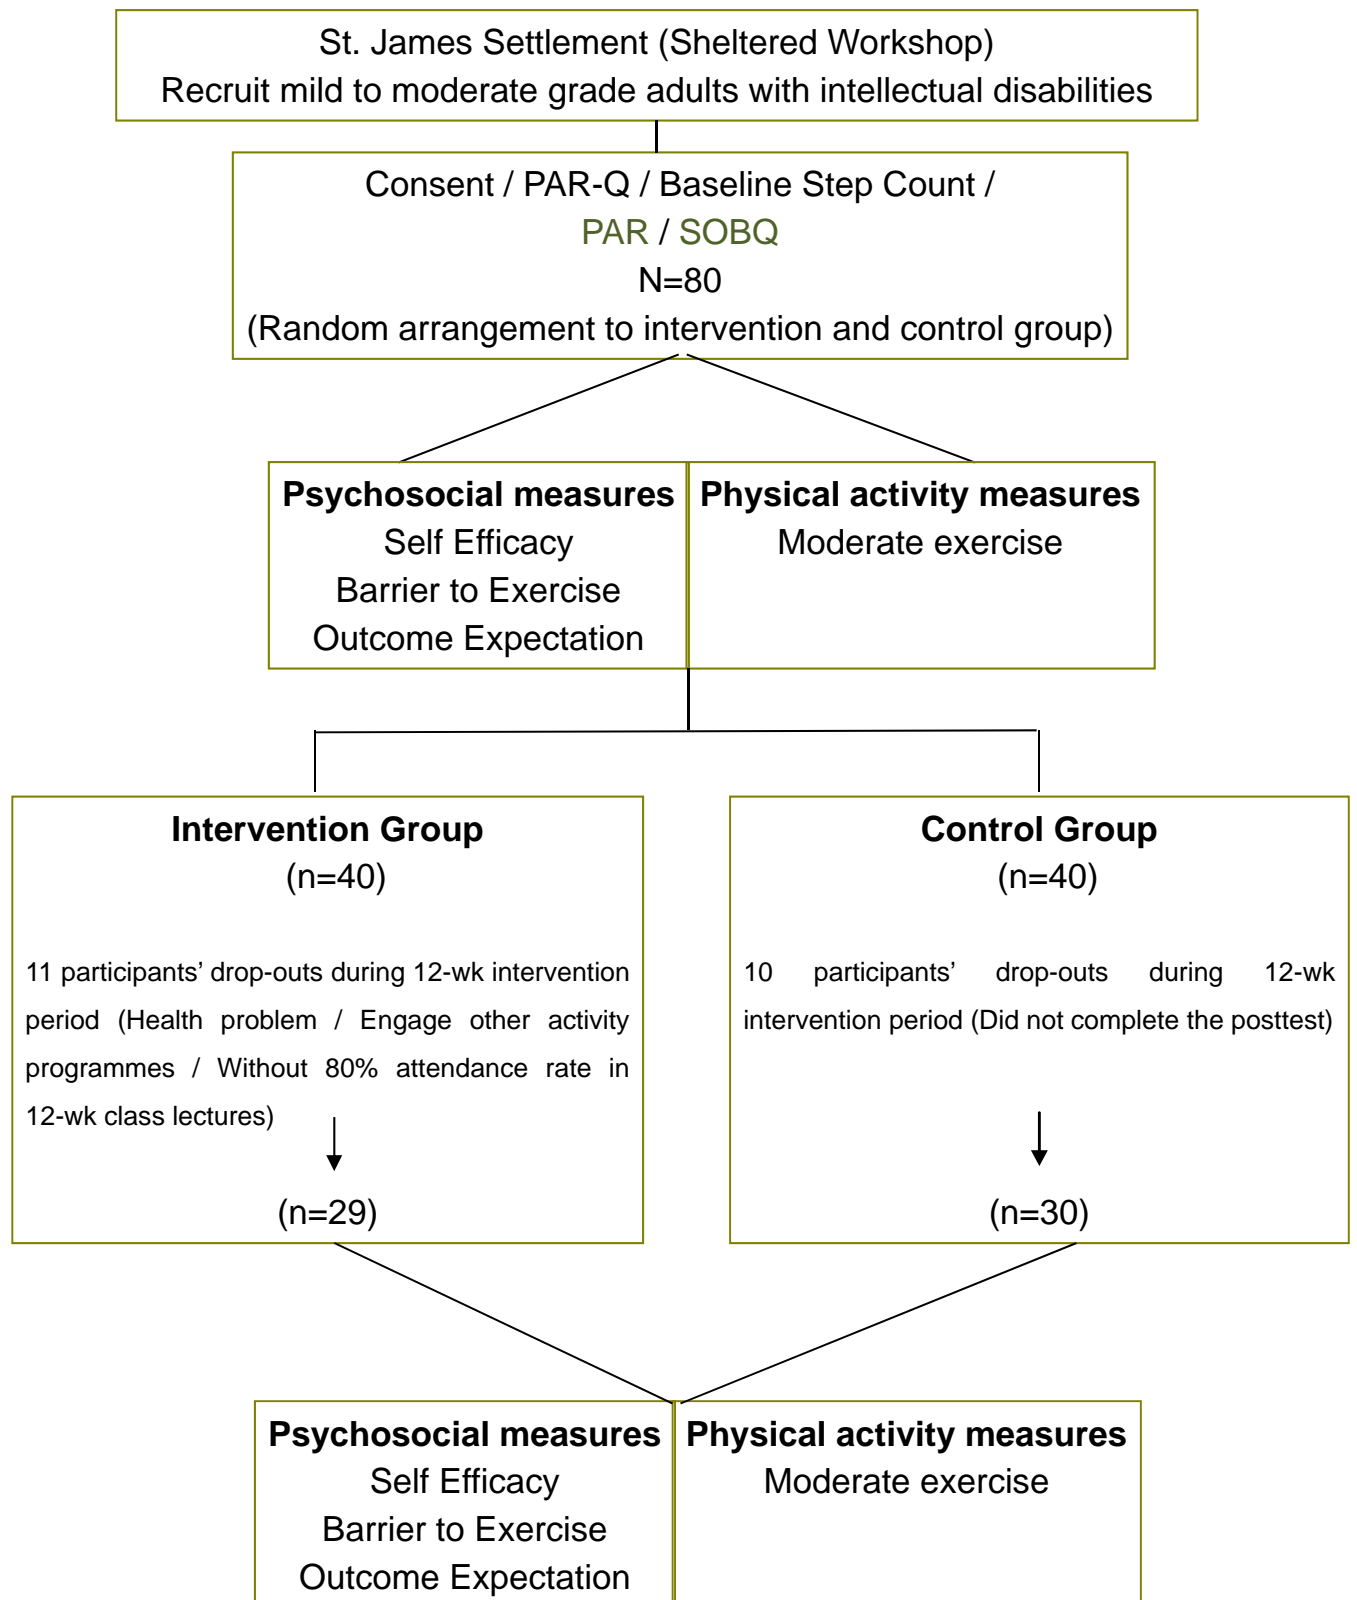 St. James Settlement (Sheltered Workshop)
Recruit mild to moderate grade adults with intellectual disabilities
Consent / PAR-Q / Baseline Step Count /
PAR / SOBQ
N=80
(Random arrangement to intervention and control group)
Psychosocial measures
Self Efficacy
Barrier to Exercise
Outcome Expectation
Physical activity measures
Moderate exercise
Intervention Group
(n=40)
11 participants’ drop-outs during 12-wk intervention
period (Health problem / Engage other activity
programmes / Without 80% attendance rate in
12-wk class lectures)
(n=29)
Control Group
(n=40)
10 participants’ drop-outs during 12-wk
intervention period (Did not complete the posttest)
(n=30)
Psychosocial measures
Self Efficacy
Barrier to Exercise
Outcome Expectation
Physical activity measures
Moderate exercise